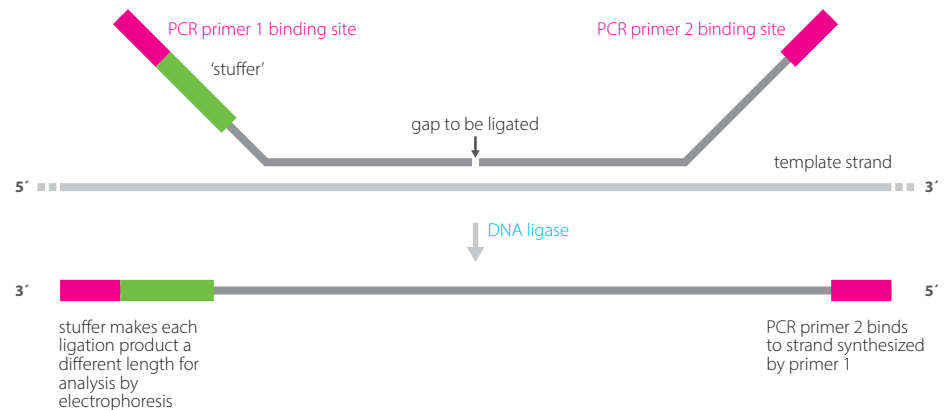 PCR primer 1 binding site
PCR primer 2 binding site
‘stuffer’
gap to be ligated
template strand
5´
3´
DNA ligase
3´
5´
stuffer makes each
ligation product a
different length for
analysis by
electrophoresis
PCR primer 2 binds
to strand synthesized
by primer 1